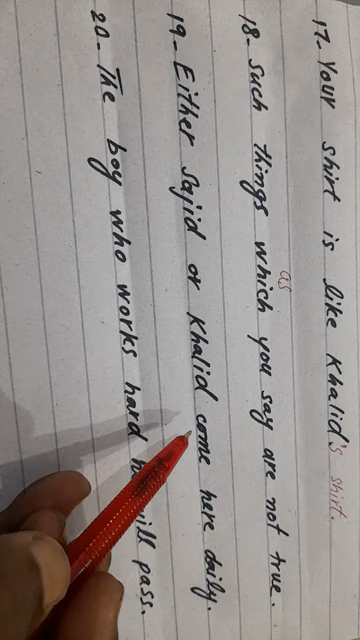 17- Your shirt is like Khalid's shirt.
as
18- Such things which you say are not true.
19- Either Sajid or Khalid come here daily.
20- The boy who works hard will pass.